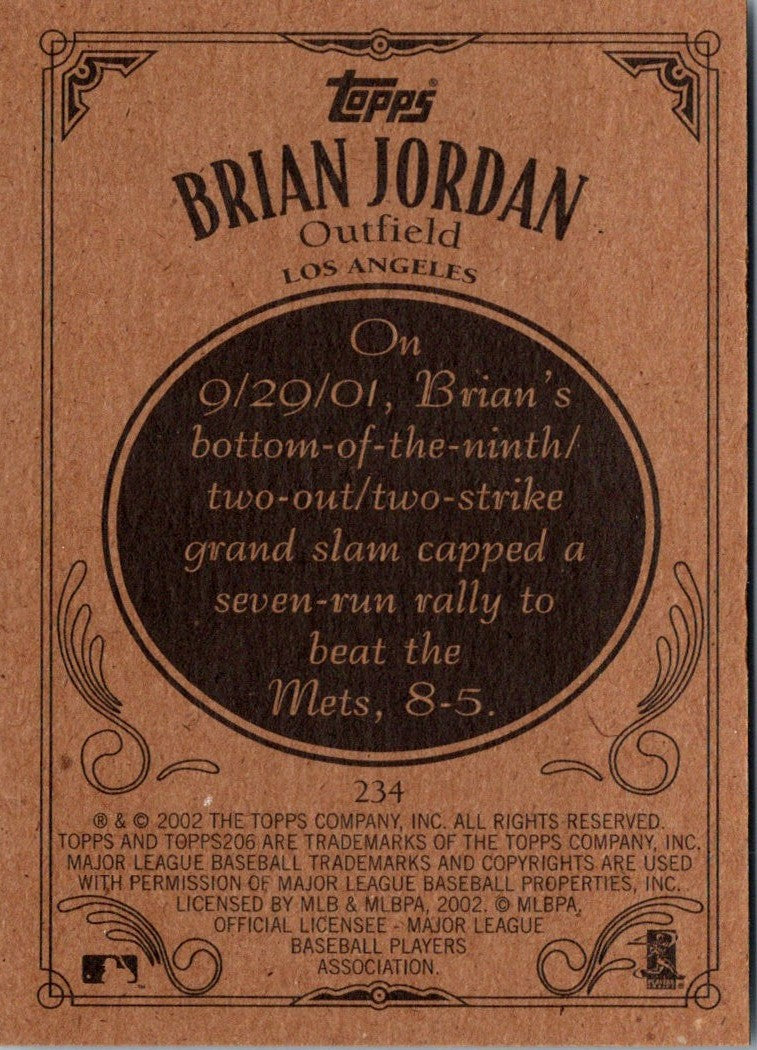 Topps®
BRIAN JORDAN
Outfield
LOS ANGELES
On
9/29/01, Brian's
bottom-of-the-ninth/
two-out/two-strike
grand slam capped a
seven-run rally to
beat the
Mets, 8-5.
234
® & © 2002 THE TOPPS COMPANY, INC. ALL RIGHTS RESERVED.
TOPPS AND TOPPS206 ARE TRADEMARKS OF THE TOPPS COMPANY, INC.
MAJOR LEAGUE BASEBALL TRADEMARKS AND COPYRIGHTS ARE USED
WITH PERMISSION OF MAJOR LEAGUE BASEBALL PROPERTIES, INC.
LICENSED BY MLB & MLBPA, 2002. © MLBPA,
OFFICIAL LICENSEE - MAJOR LEAGUE
BASEBALL PLAYERS
ASSOCIATION.